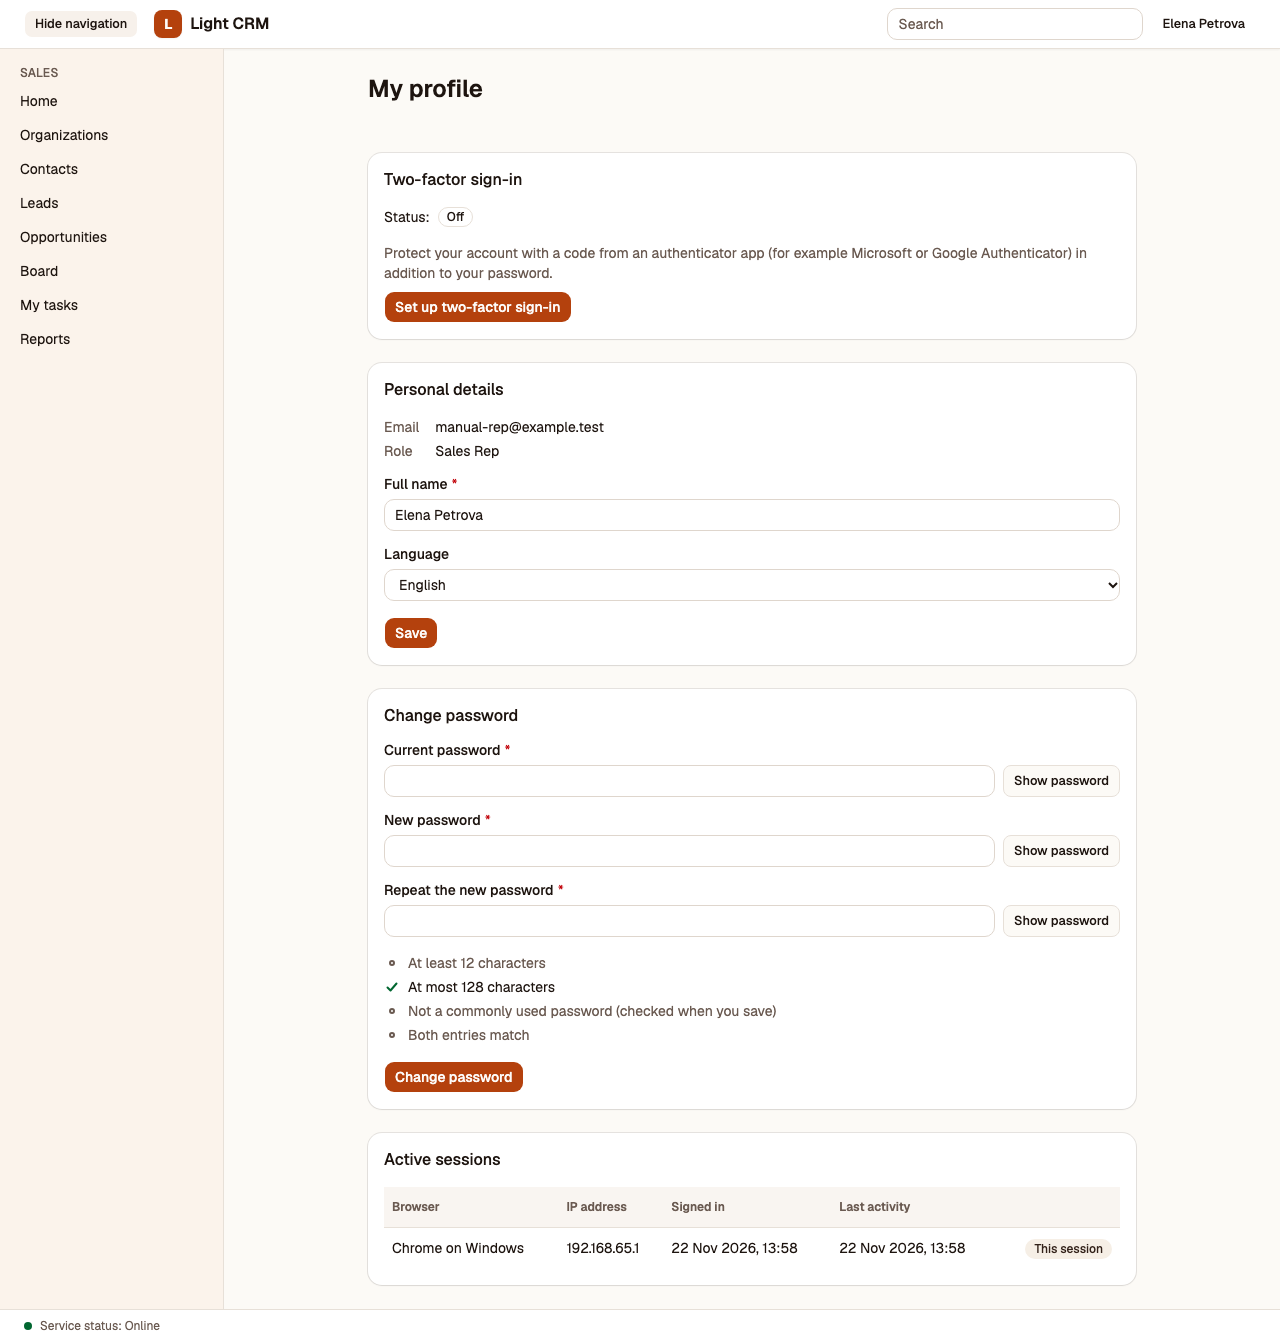 Hide navigation
L
Light CRM
Search
Elena Petrova
SALES
Home
Organizations
Contacts
Leads
Opportunities
Board
My tasks
Reports
My profile
Two-factor sign-in
Status: Off
Protect your account with a code from an authenticator app (for example Microsoft or Google Authenticator) in
addition to your password.
Set up two-factor sign-in
Personal details
Email manual-rep@example.test
Role Sales Rep
Full name *
Elena Petrova
Language
English
Save
Change password
Current password *
Show password
New password *
Show password
Repeat the new password *
Show password
At least 12 characters
At most 128 characters
Not a commonly used password (checked when you save)
Both entries match
Change password
Active sessions
Browser IP address Signed in Last activity
Chrome on Windows 192.168.65.1 22 Nov 2026, 13:58 22 Nov 2026, 13:58 This session
Service status: Online